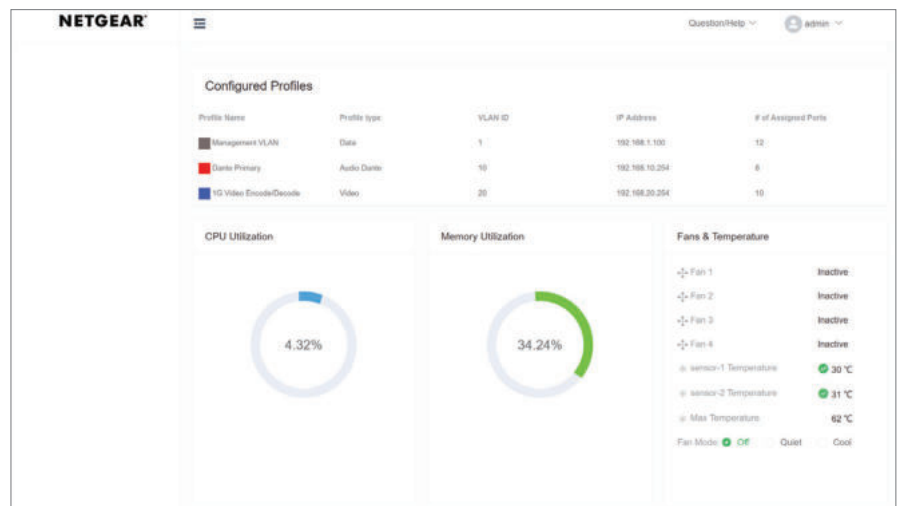 NETGEAR
Question/Help
admin
Configured Profiles
Profile Name Profile type VLAN ID IP Address # of Assigned Ports
Management VLAN Data 1 192.168.1.100 12
Dante Primary Audio Dante 10 192.168.10.254 6
1G Video Encode/Decode Video 20 192.168.20.254 10
CPU Utilization Memory Utilization Fans & Temperature
4.32%
34.24%
Fan 1 Inactive
Fan 2 Inactive
Fan 3 Inactive
Fan 4 Inactive
sensor-1 Temperature 30 °C
sensor-2 Temperature 31 °C
Max Temperature 62 °C
Fan Mode Off Quiet Cool